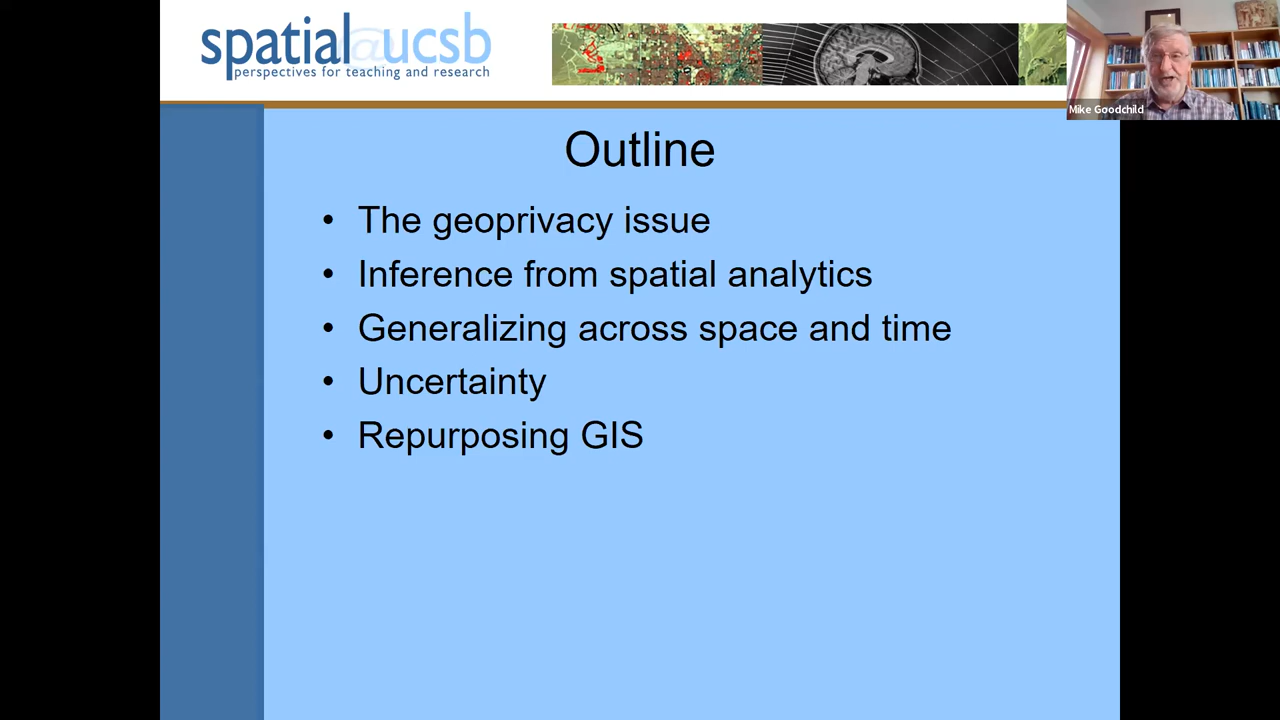 spatial@ucsb
perspectives for teaching and research
Mike Goodchild
Outline
• The geoprivacy issue
• Inference from spatial analytics
• Generalizing across space and time
• Uncertainty
• Repurposing GIS